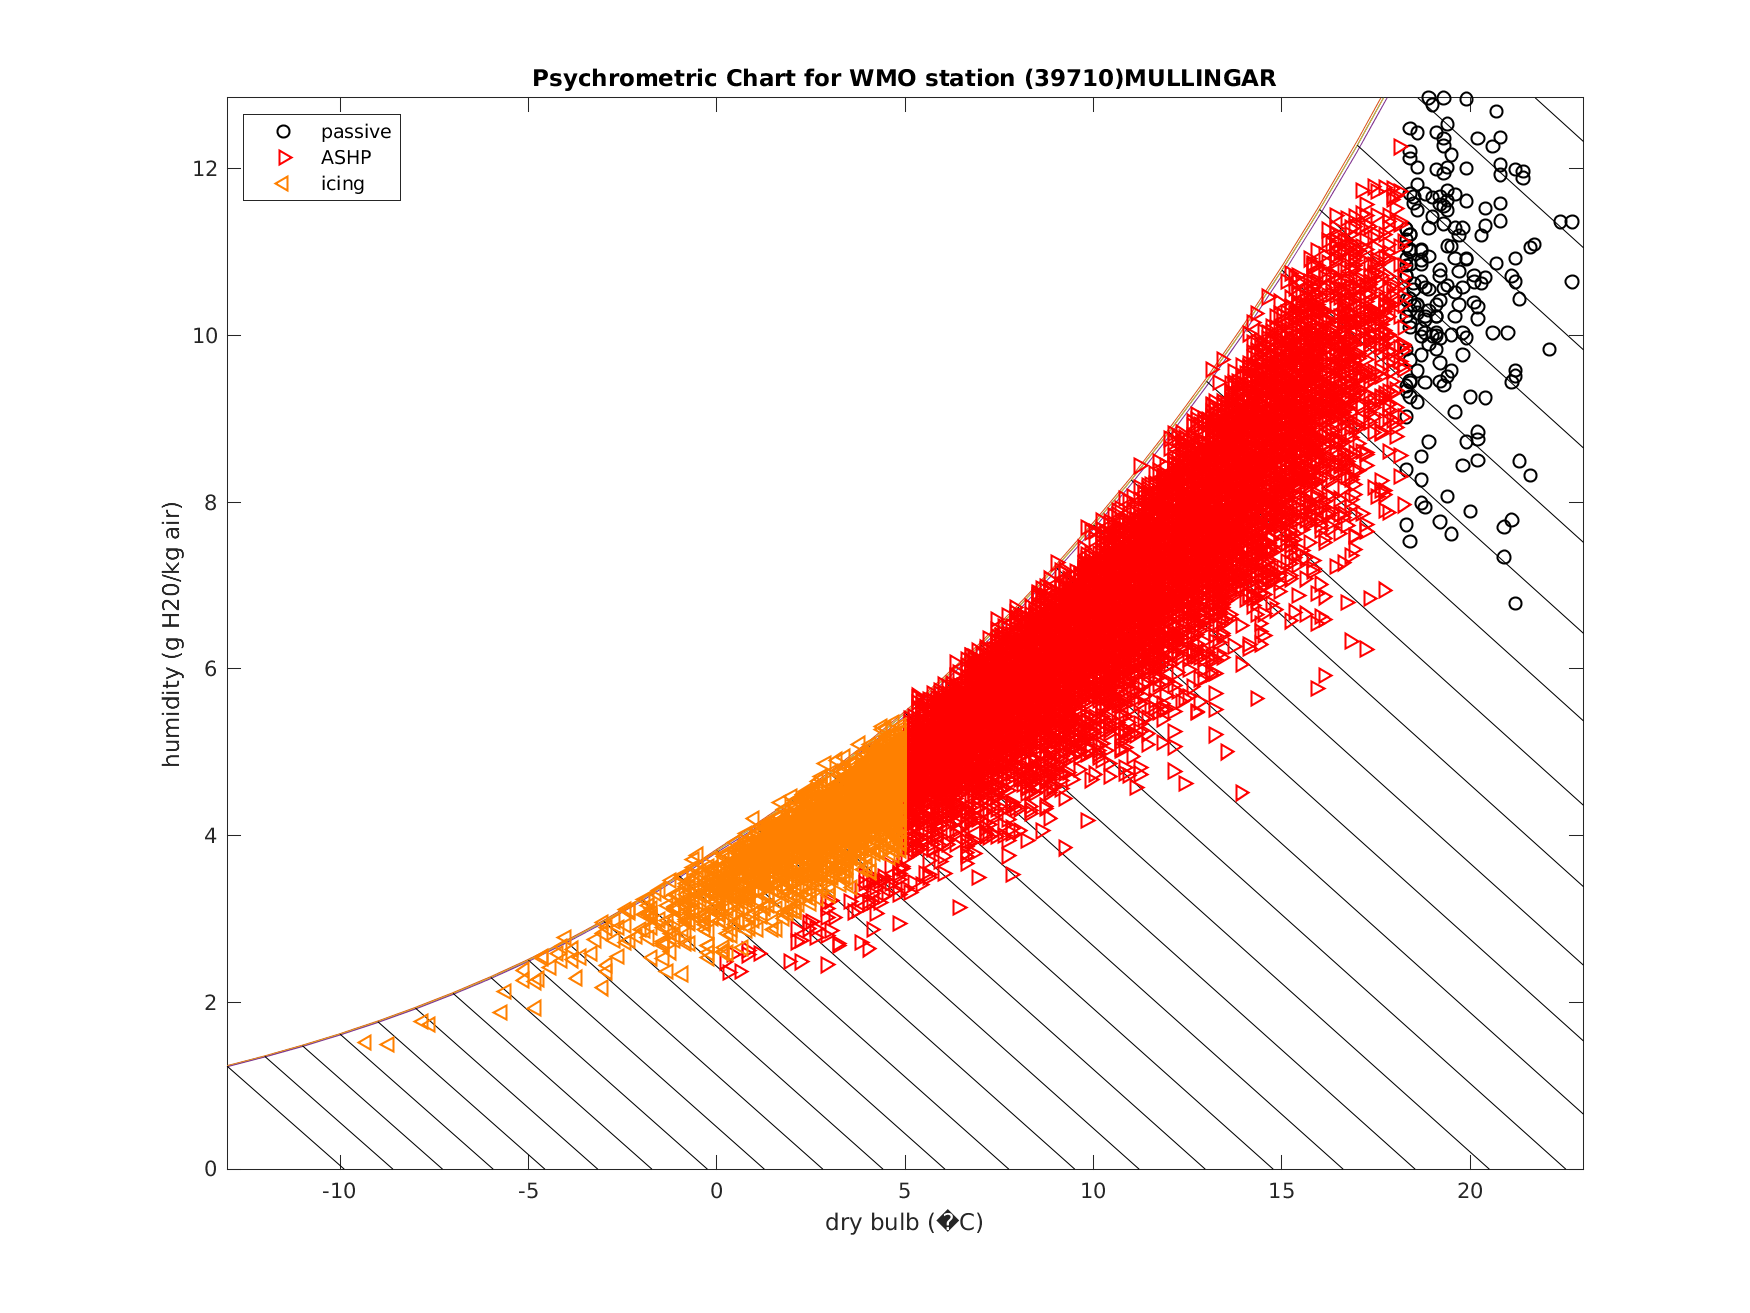 Psychrometric Chart for WMO station (39710)MULLINGAR
passive
ASHP
icing
humidity (g H20/kg air)
12
10
8
6
4
2
0
-10 -5 0 5 10 15 20
dry bulb (�C)